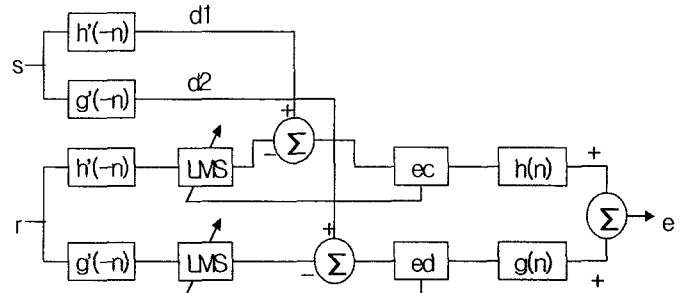 d1
h'(-n)
s
g'(-n)
d2
+
Σ
−
h'(-n)
LMS
ec
h(n)
+
r
Σ
e
+
g'(-n)
LMS
−
Σ
ed
g(n)
+